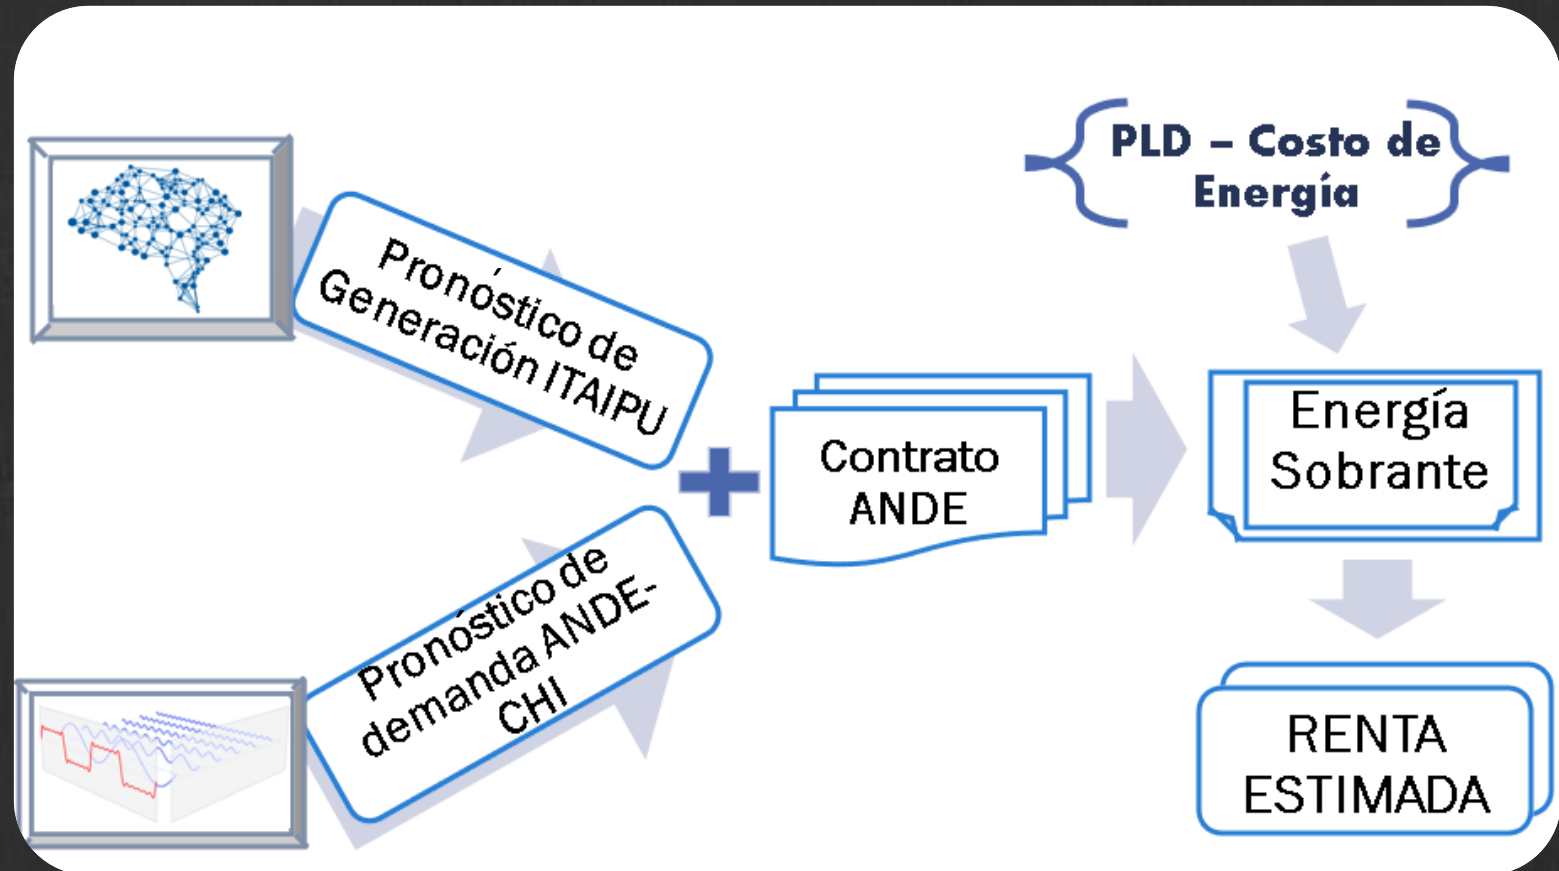 PLD – Costo de
Energía
Pronóstico de
Generación ITAIPU
Contrato
ANDE
Energía
Sobrante
Pronóstico de
demanda ANDE-
CHI
RENTA
ESTIMADA